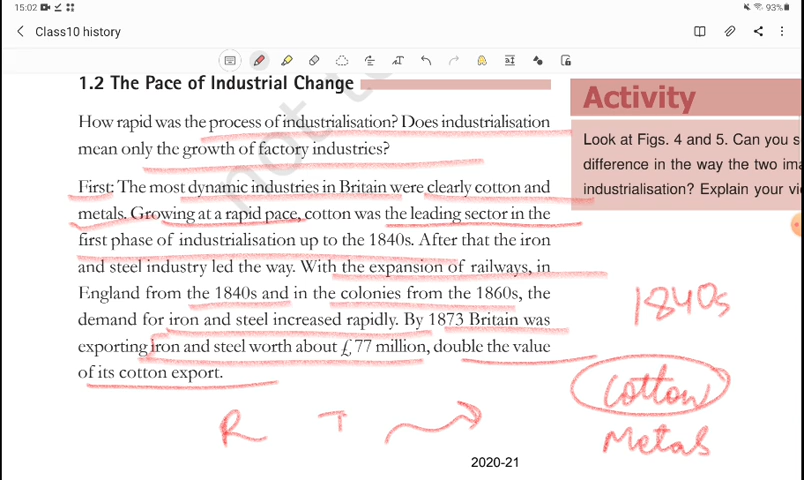 15:02
93%
Class10 history
1.2 The Pace of Industrial Change
How rapid was the process of industrialisation? Does industrialisation
mean only the growth of factory industries?
First: The most dynamic industries in Britain were clearly cotton and
metals. Growing at a rapid pace, cotton was the leading sector in the
first phase of industrialisation up to the 1840s. After that the iron
and steel industry led the way. With the expansion of railways, in
England from the 1840s and in the colonies from the 1860s, the
demand for iron and steel increased rapidly. By 1873 Britain was
exporting iron and steel worth about £77 million, double the value
of its cotton export.
Activity
Look at Figs. 4 and 5. Can you s
difference in the way the two ima
industrialisation? Explain your vi
1840s
Cotton
Metals
R T
2020-21
not to